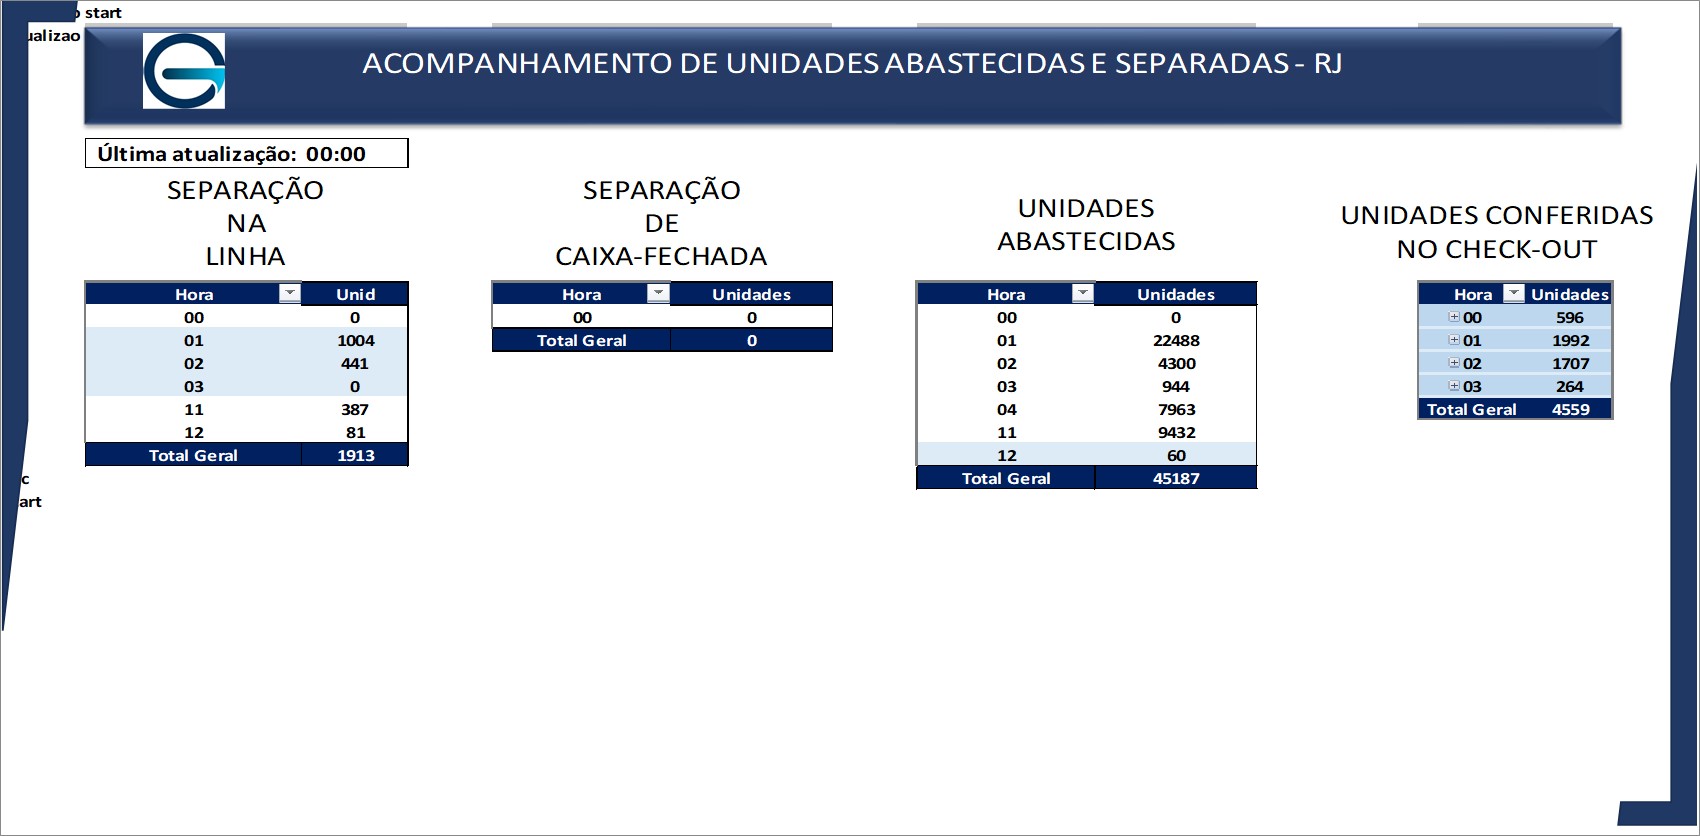 start
ACOMPANHAMENTO DE UNIDADES ABASTECIDAS E SEPARADAS - RJ
Última atualização: 00:00
SEPARAÇÃO
NA
LINHA
Hora Unid
00 0
01 1004
02 441
03 0
11 387
12 81
Total Geral 1913
SEPARAÇÃO
DE
CAIXA-FECHADA
Hora Unidades
00 0
Total Geral 0
UNIDADES
ABASTECIDAS
Hora Unidades
00 0
01 22488
02 4300
03 944
04 7963
11 9432
12 60
Total Geral 45187
UNIDADES CONFERIDAS
NO CHECK-OUT
Hora Unidades
00 596
01 1992
02 1707
03 264
Total Geral 4559